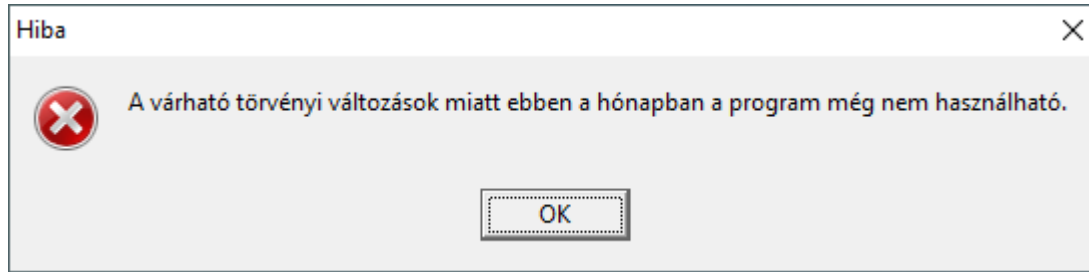 Hiba
A várható törvényi változások miatt ebben a hónapban a program még nem használható.
OK